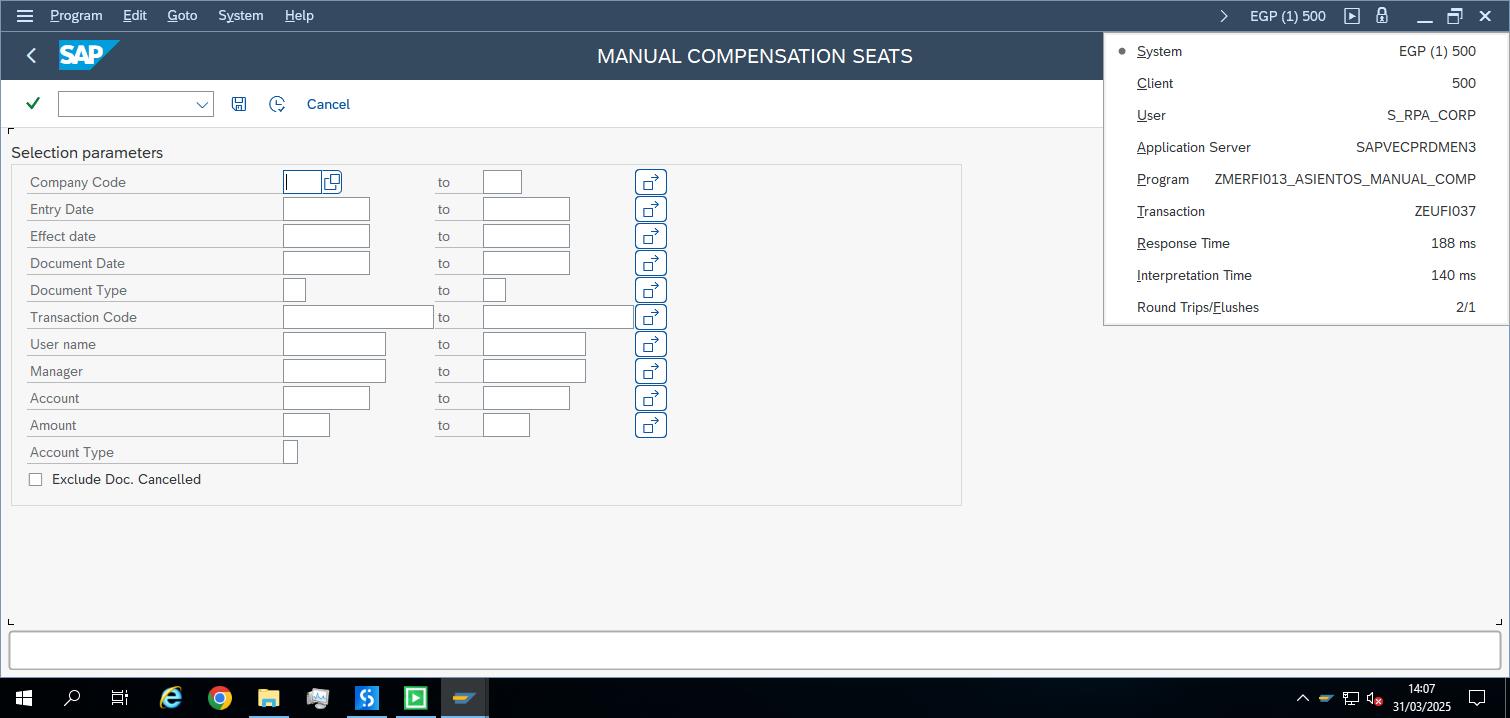 Program Edit Goto System Help EGP (1) 500
SAP MANUAL COMPENSATION SEATS
Cancel
System EGP (1) 500
Client 500
User S_RPA_CORP
Application Server SAPVECPRDMEN3
Program ZMERFI013_ASIENTOS_MANUAL_COMP
Transaction ZEUFI037
Response Time 188 ms
Interpretation Time 140 ms
Round Trips/Flushes 2/1
Selection parameters
Company Code to
Entry Date to
Effect date to
Document Date to
Document Type to
Transaction Code to
User name to
Manager to
Account to
Amount to
Account Type
Exclude Doc. Cancelled
14:07
31/03/2025